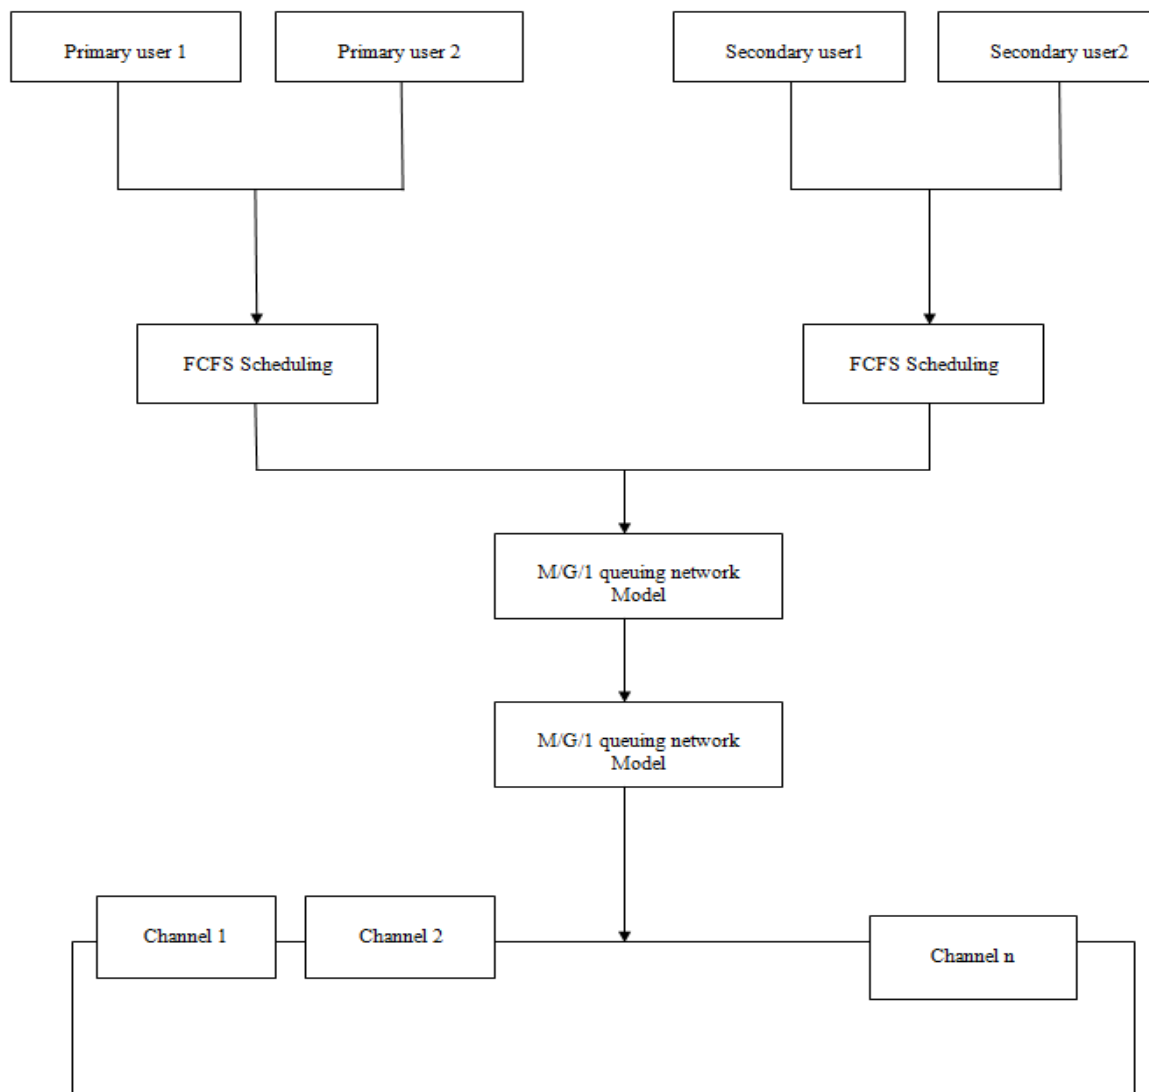 Primary user 1
Primary user 2
Secondary user1
Secondary user2
FCFS Scheduling
FCFS Scheduling
M/G/1 queuing network
Model
M/G/1 queuing network
Model
Channel 1
Channel 2
Channel n